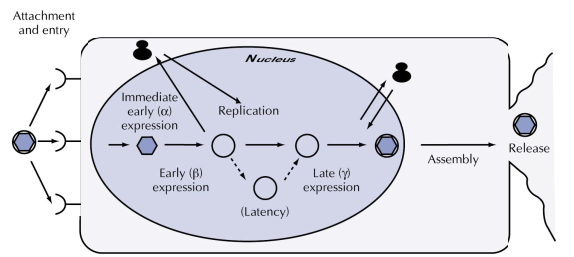 Attachment
and entry
Nucleus
Immediate
early (α)
expression
Replication
Early (β)
expression
(Latency)
Late (γ)
expression
Assembly
Release